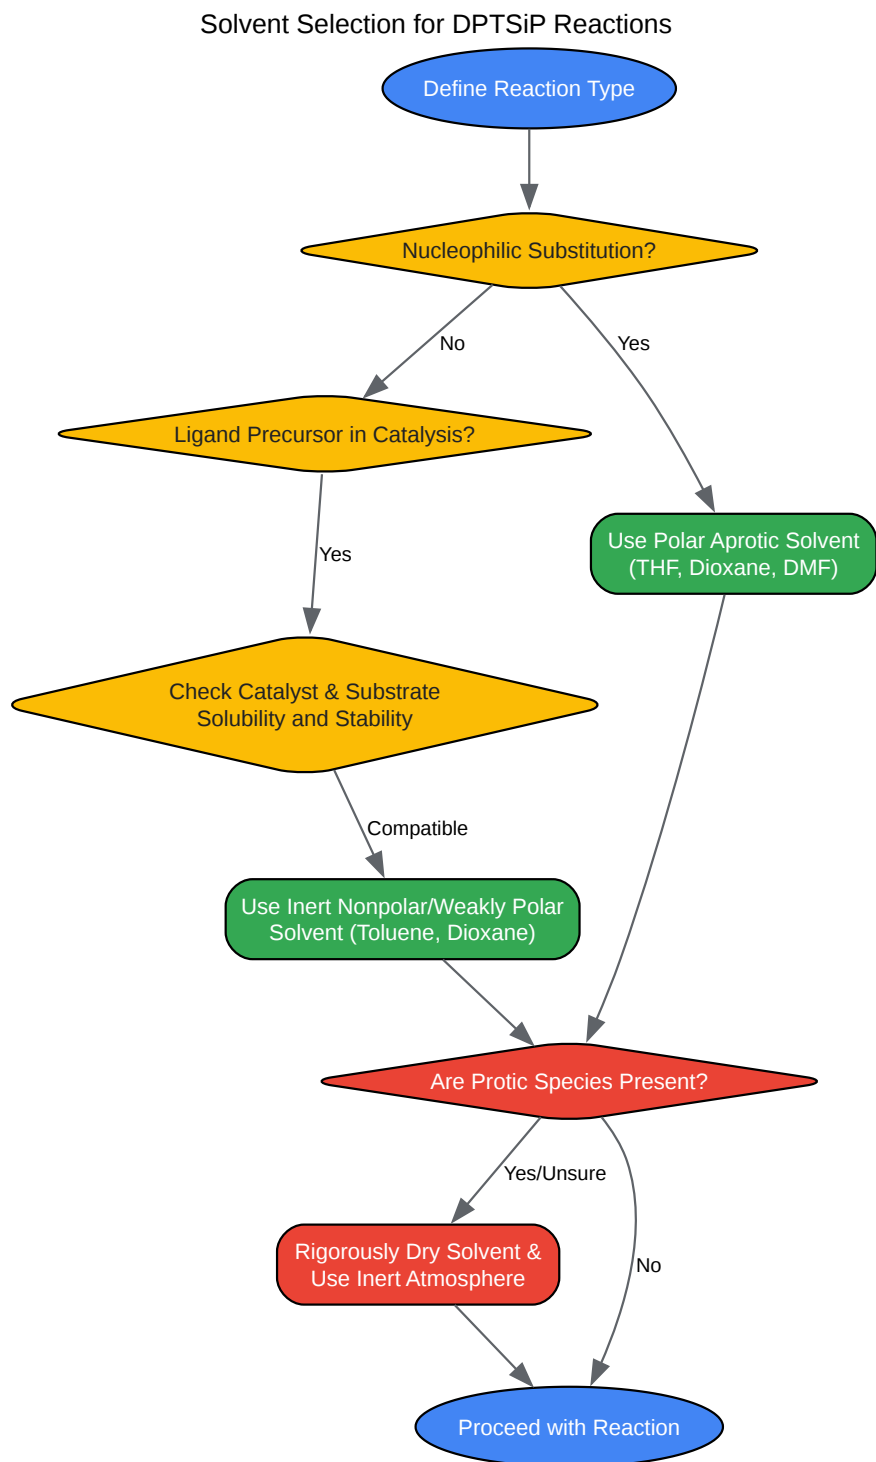 Solvent Selection for DPTSiP Reactions
Define Reaction Type
Nucleophilic Substitution?
No
Yes
Ligand Precursor in Catalysis?
Use Polar Aprotic Solvent
(THF, Dioxane, DMF)
Yes
Check Catalyst & Substrate
Solubility and Stability
Compatible
Use Inert Nonpolar/Weakly Polar
Solvent (Toluene, Dioxane)
Are Protic Species Present?
Yes/Unsure
Rigorously Dry Solvent &
Use Inert Atmosphere
No
Proceed with Reaction